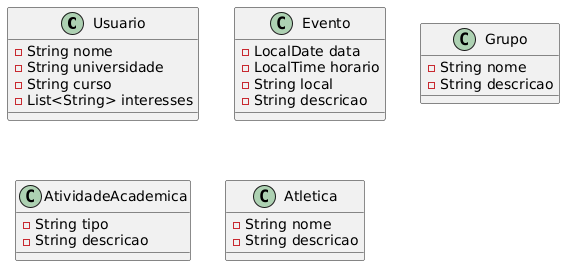 C Usuario
String nome
String universidade
String curso
List<String> interesses
C Evento
LocalDate data
LocalTime horario
String local
String descricao
C Grupo
String nome
String descricao
C AtividadeAcademica
String tipo
String descricao
C Atletica
String nome
String descricao